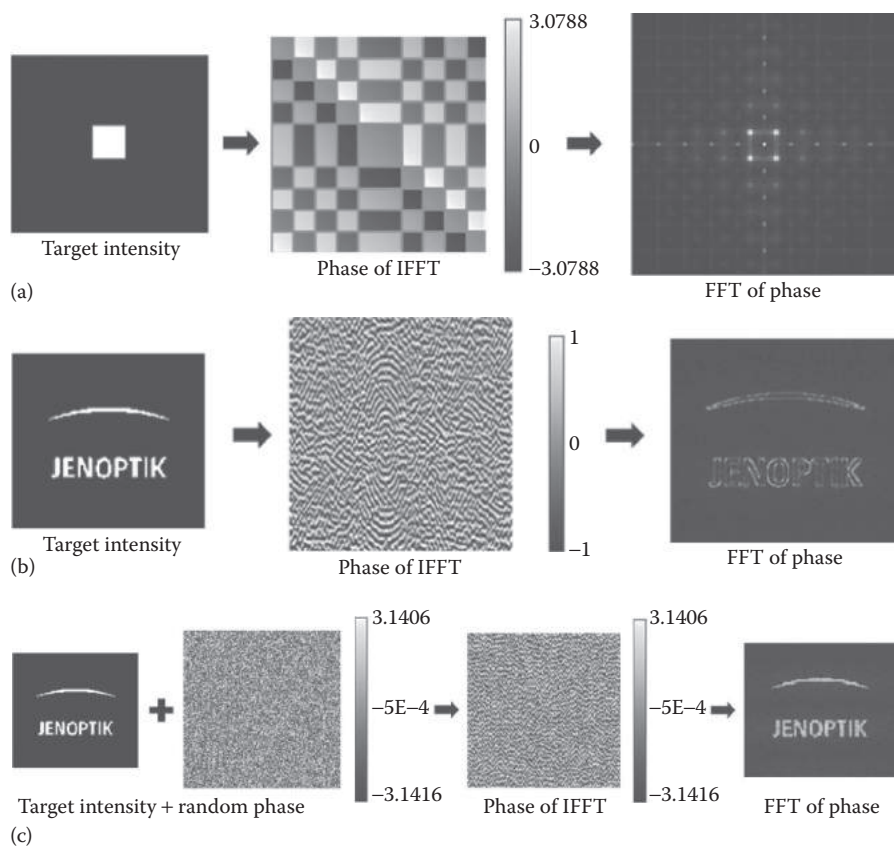 3.0788
0
−3.0788
Target intensity
Phase of IFFT
FFT of phase
(a)
1
0
−1
JENOPTIK
JENOPTIK
Target intensity
Phase of IFFT
FFT of phase
(b)
3.1406
−5E−4
−3.1416
3.1406
−5E−4
−3.1416
JENOPTIK
JENOPTIK
Target intensity + random phase
Phase of IFFT
FFT of phase
(c)